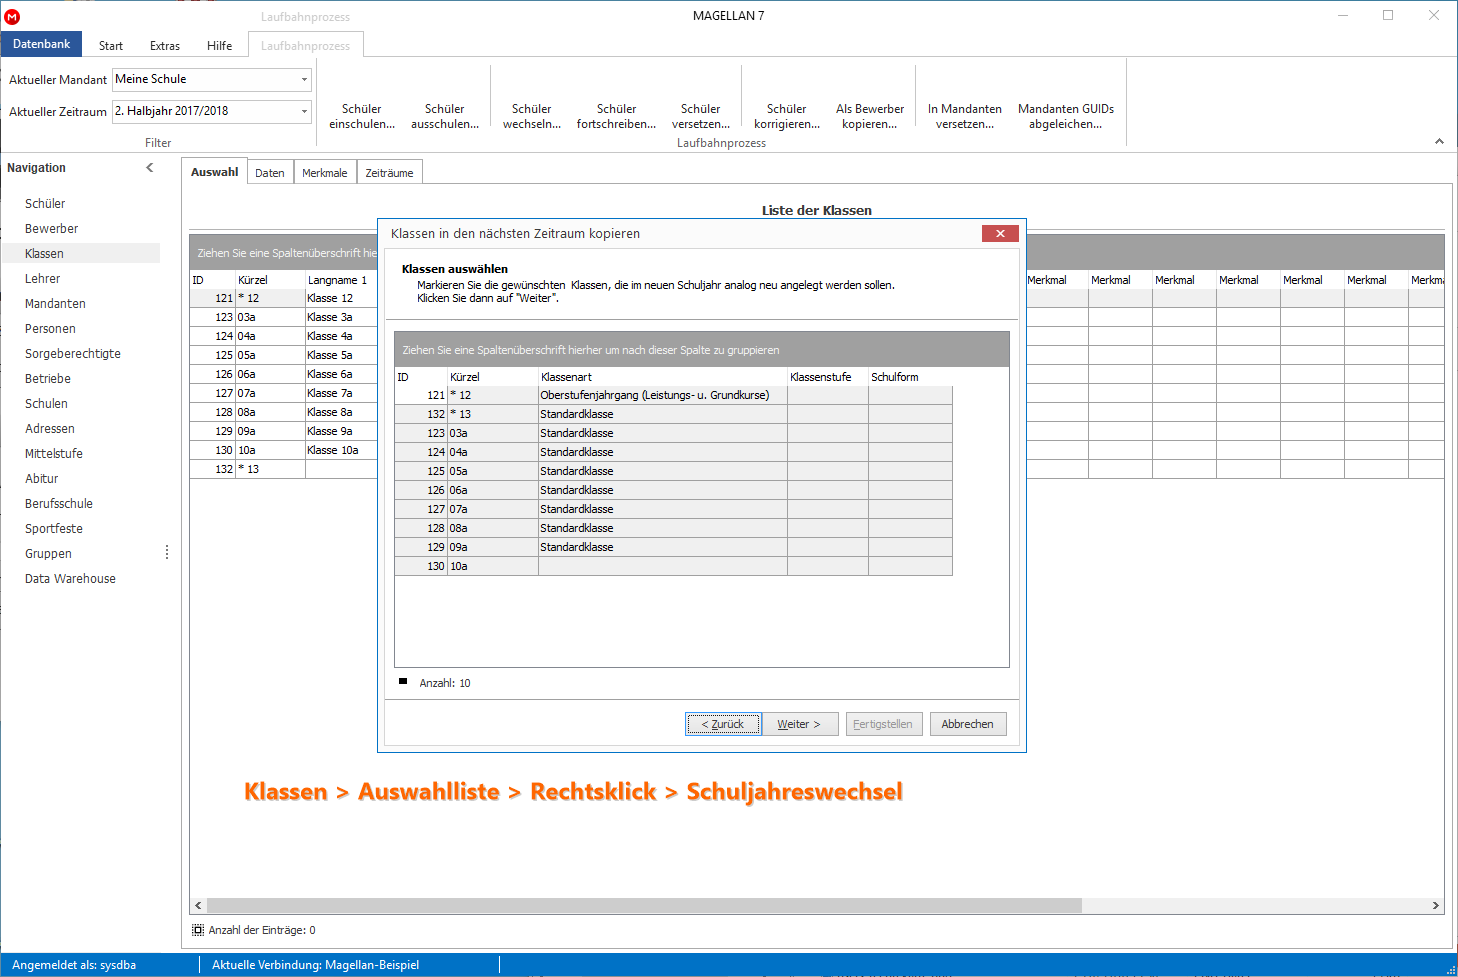 Laufbahnprozess
MAGELLAN 7
Datenbank Start Extras Hilfe Laufbahnprozess
Aktueller Mandant Meine Schule
Aktueller Zeitraum 2. Halbjahr 2017/2018
Filter
Schüler einschulen...
Schüler ausschulen...
Schüler wechseln...
Schüler fortschreiben...
Schüler versetzen...
Schüler korrigieren...
Als Bewerber kopieren...
In Mandanten versetzen...
Mandanten GUIDs abgeleichen...
Laufbahnprozess
Navigation
Schüler
Bewerber
Klassen
Lehrer
Mandanten
Personen
Sorgeberechtigte
Betriebe
Schulen
Adressen
Mittelstufe
Abitur
Berufsschule
Sportfeste
Gruppen
Data Warehouse
Auswahl Daten Merkmale Zeiträume
Liste der Klassen
Ziehen Sie eine Spaltenüberschrift hie
ID Kürzel Langname 1 Merkmal Merkmal Merkmal Merkmal Merkmal Merkmal Merkma
121 * 12 Klasse 12
123 03a Klasse 3a
124 04a Klasse 4a
125 05a Klasse 5a
126 06a Klasse 6a
127 07a Klasse 7a
128 08a Klasse 8a
129 09a Klasse 9a
130 10a Klasse 10a
132 * 13
Klassen in den nächsten Zeitraum kopieren
Klassen auswählen
Markieren Sie die gewünschten Klassen, die im neuen Schuljahr analog neu angelegt werden sollen.
Klicken Sie dann auf "Weiter".
Ziehen Sie eine Spaltenüberschrift hierher um nach dieser Spalte zu gruppieren
ID Kürzel Klassenart Klassenstufe Schulform
121 * 12 Oberstufenjahrgang (Leistungs- u. Grundkurse)
132 * 13 Standardklasse
123 03a Standardklasse
124 04a Standardklasse
125 05a Standardklasse
126 06a Standardklasse
127 07a Standardklasse
128 08a Standardklasse
129 09a Standardklasse
130 10a
Anzahl: 10
< Zurück Weiter > Fertigstellen Abbrechen
Klassen > Auswahlliste > Rechtsklick > Schuljahreswechsel
Anzahl der Einträge: 0
Angemeldet als: sysdba Aktuelle Verbindung: Magellan-Beispiel